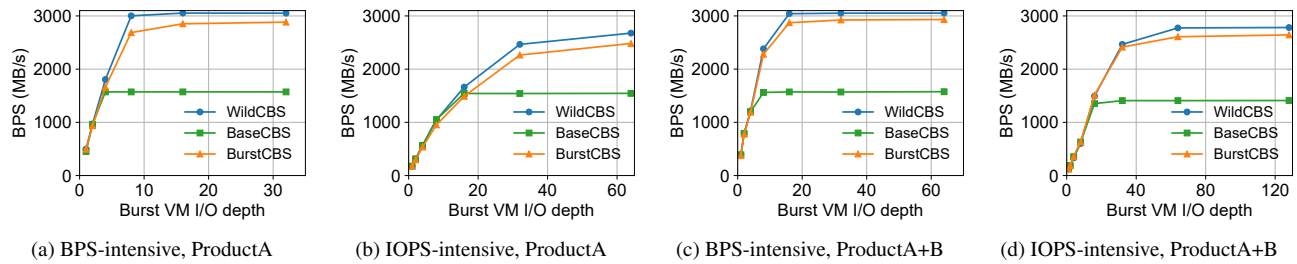 BPS (MB/s)
3000
2000
1000
0
0 10 20 30
Burst VM I/O depth
WildCBS
BaseCBS
BurstCBS
(a) BPS-intensive, ProductA
BPS (MB/s)
3000
2000
1000
0
0 20 40 60
Burst VM I/O depth
WildCBS
BaseCBS
BurstCBS
(b) IOPS-intensive, ProductA
BPS (MB/s)
3000
2000
1000
0
0 20 40 60
Burst VM I/O depth
WildCBS
BaseCBS
BurstCBS
(c) BPS-intensive, ProductA+B
BPS (MB/s)
3000
2000
1000
0
0 40 80 120
Burst VM I/O depth
WildCBS
BaseCBS
BurstCBS
(d) IOPS-intensive, ProductA+B